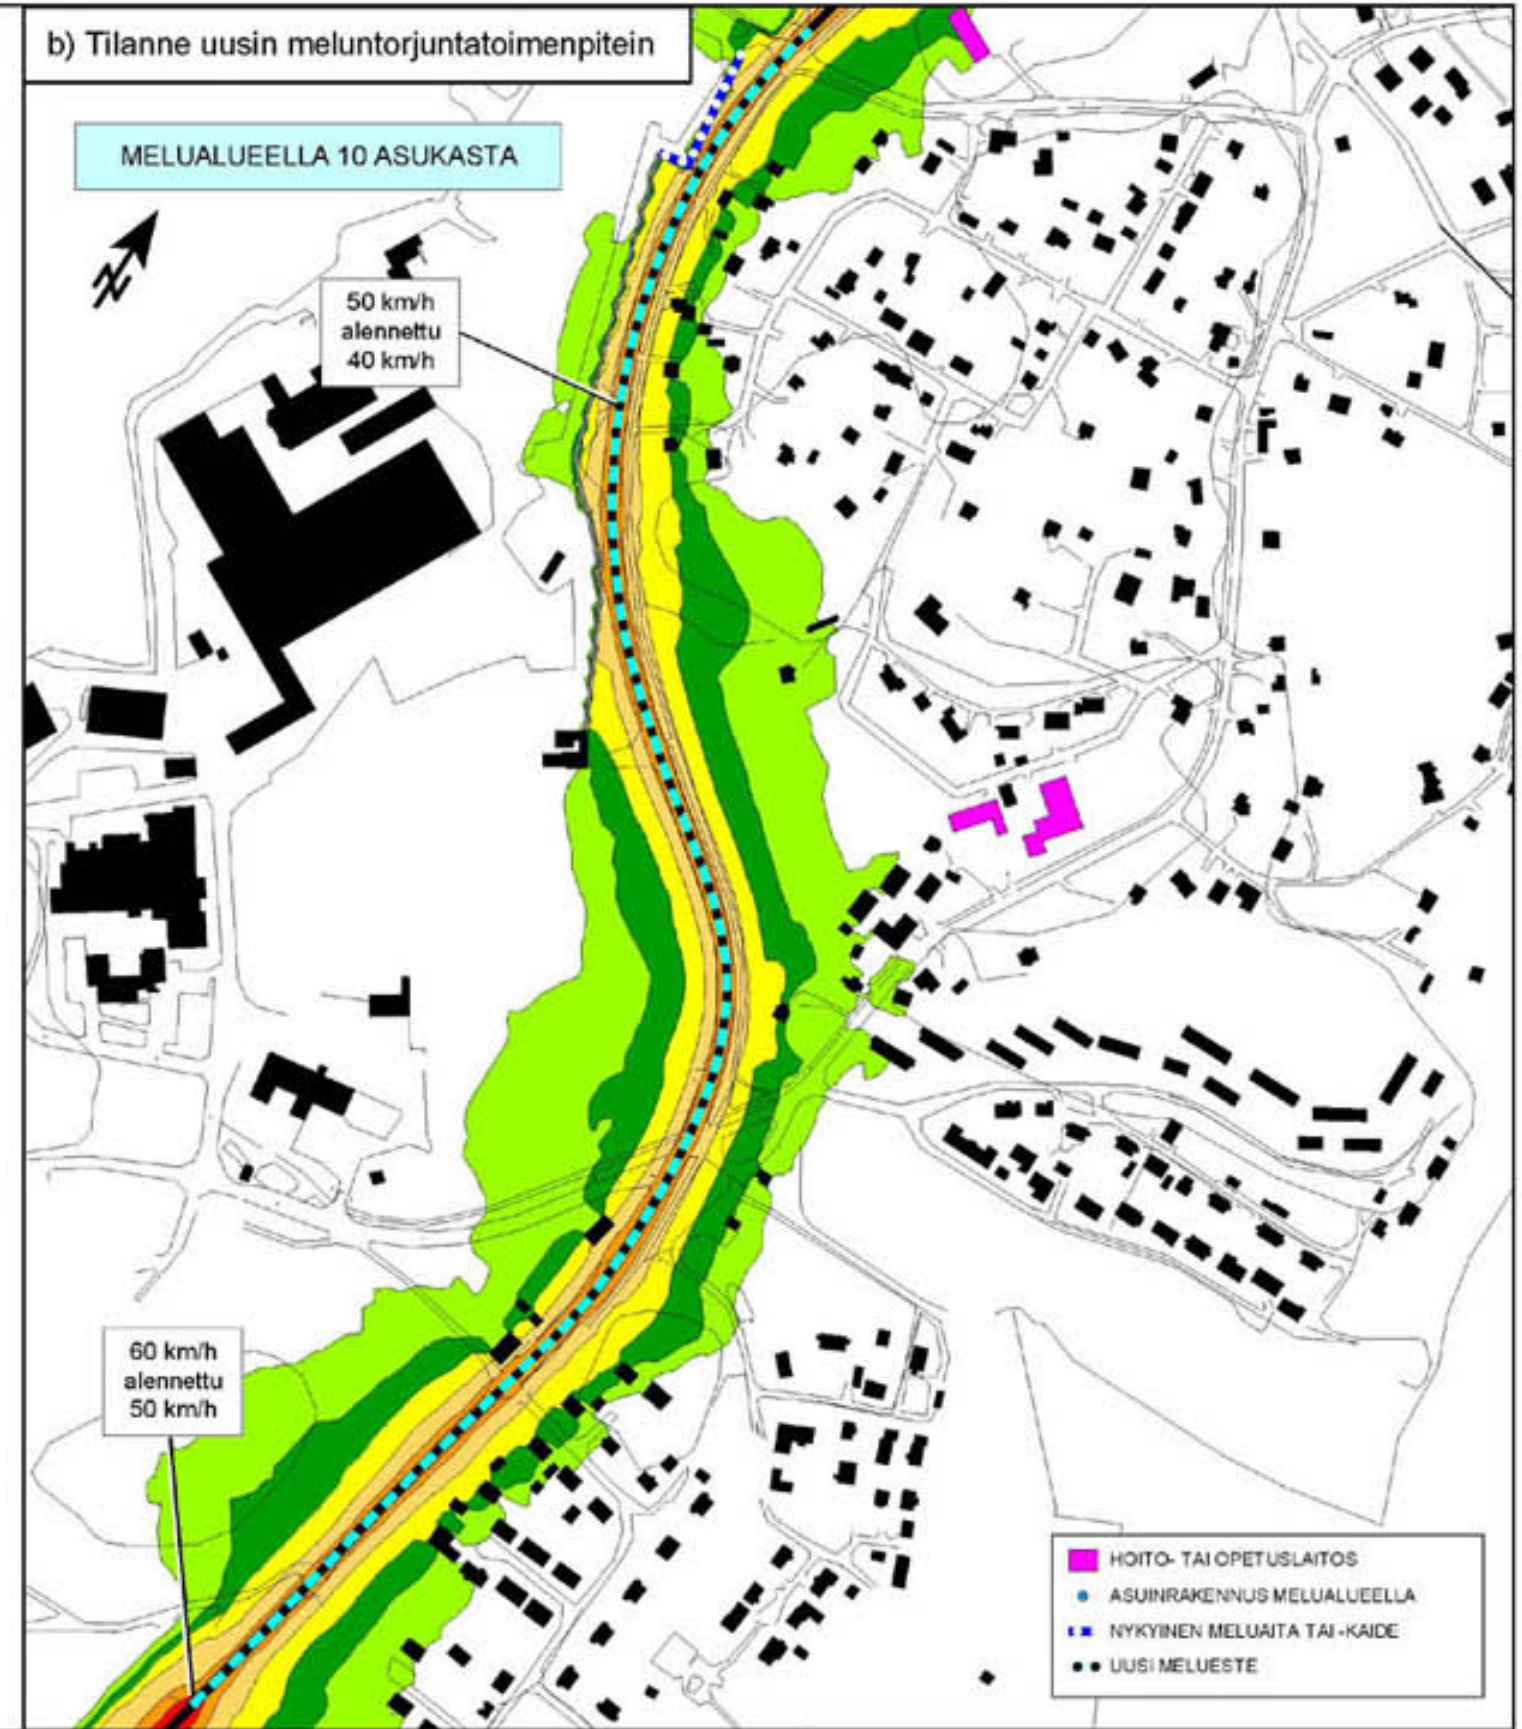 b) Tilanne uusin meluntorjuntatoimenpitein
MELUALUEELLA 10 ASUKASTA
50 km/h
alennettu
40 km/h
60 km/h
alennettu
50 km/h
HOITO- TAI OPETUSLAITOS
ASUINRAKENNUS MELUALUEELLA
NYKYINEN MELUAITA TAI -KAIDE
UUSI MELUESTE